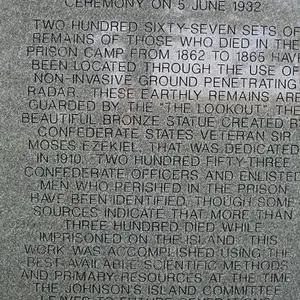 CEREMONY ON 5 JUNE 1932.
TWO HUNDRED SIXTY-SEVEN SETS OF
REMAINS OF THOSE WHO DIED IN THE
PRISON CAMP FROM 1862 TO 1865 HAVE
BEEN LOCATED THROUGH THE USE OF
NON-INVASIVE GROUND PENETRATING
RADAR. THESE EARTHLY REMAINS ARE
GUARDED BY THE "THE LOOKOUT", THE
BEAUTIFUL BRONZE STATUE CREATED BY
CONFEDERATE STATES VETERAN SIR
MOSES EZEKIEL, THAT WAS DEDICATED
IN 1910. TWO HUNDRED FIFTY-THREE
CONFEDERATE OFFICERS AND ENLISTED
MEN WHO PERISHED IN THE PRISON
HAVE BEEN IDENTIFIED, THOUGH SOME
SOURCES INDICATE THAT MORE THAN
THREE HUNDRED DIED WHILE
IMPRISONED ON THE ISLAND. THIS
WORK WAS ACCOMPLISHED USING THE
BEST AVAILABLE SCIENTIFIC METHODS
AND PRIMARY RESOURCES AT THE TIME.
THE JOHNSON'S ISLAND COMMITTEE